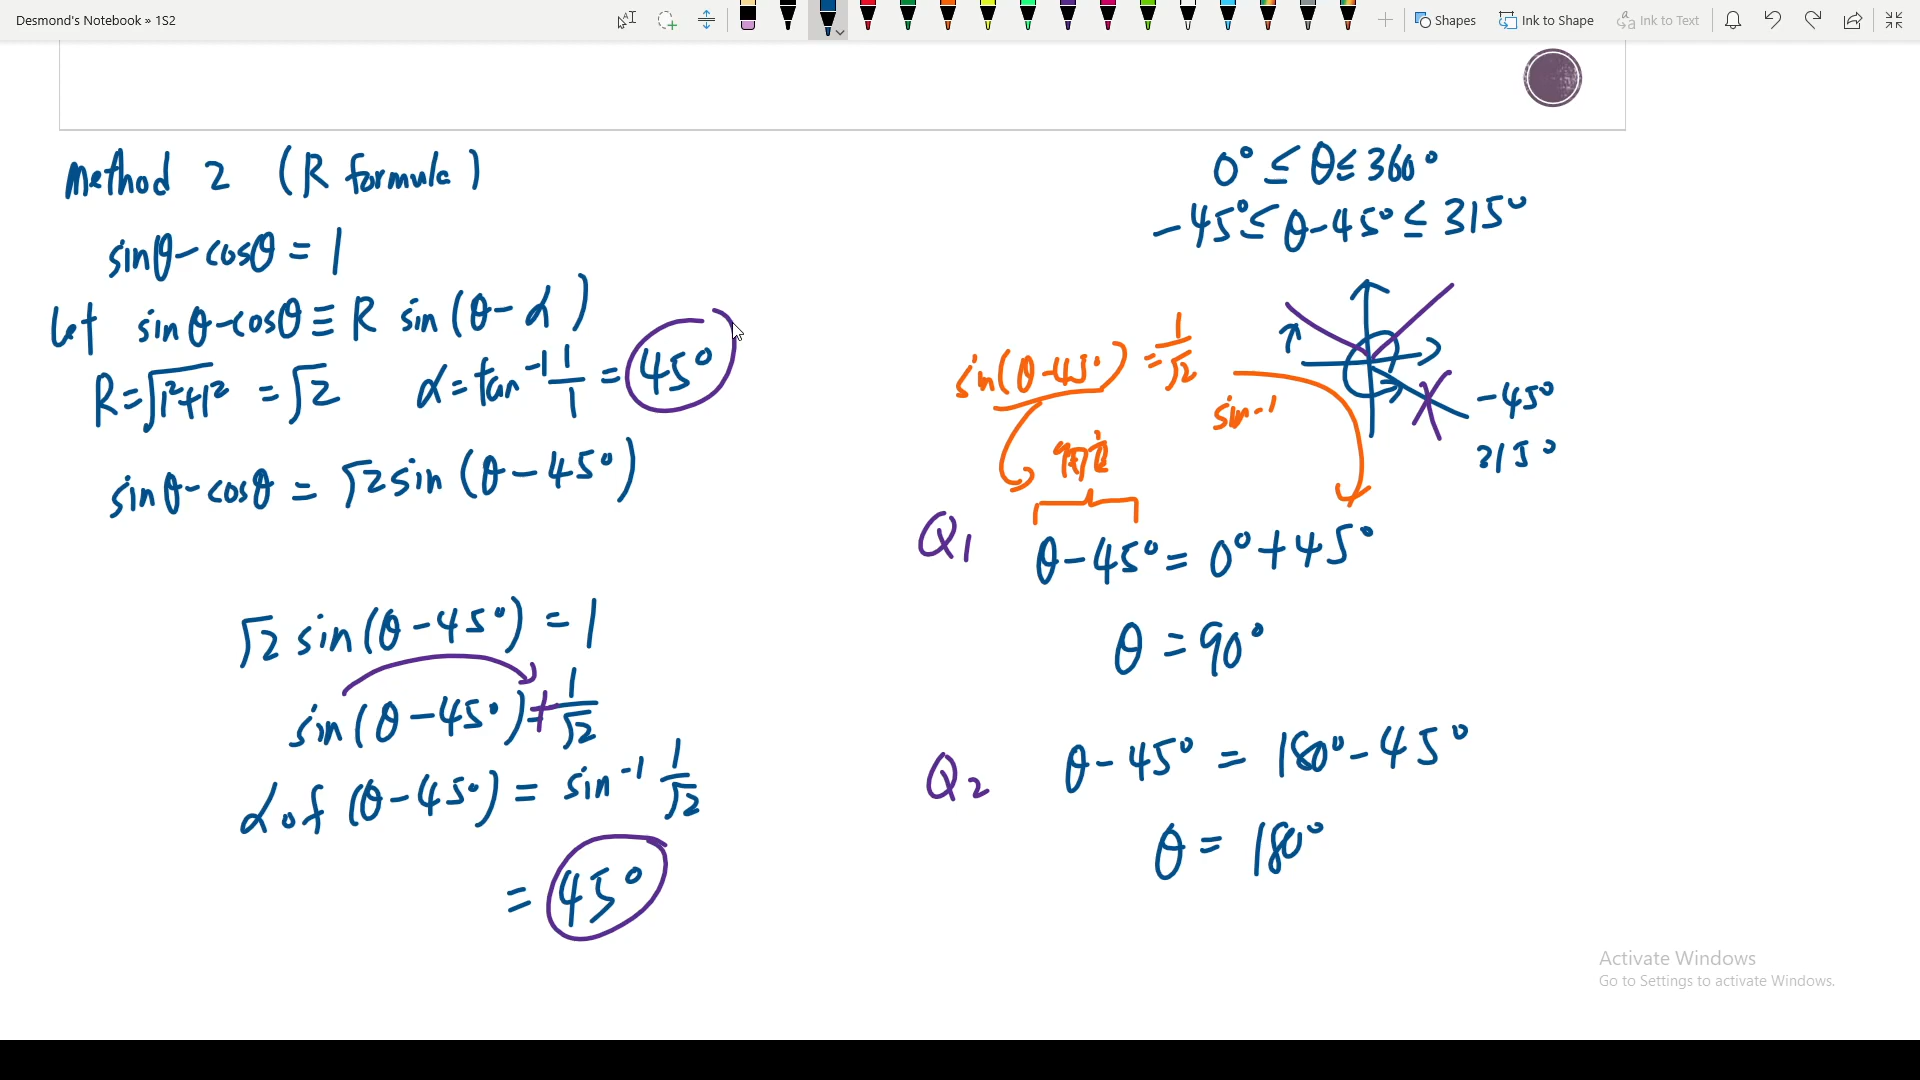 Desmond's Notebook » 1S2
Shapes
Ink to Shape
Ink to Text
Method 2 (R formula)
sinθ-cosθ = 1
Let sinθ-cosθ ≡ R sin(θ-α)
R=√1²+1² = √2 α = tan⁻¹ 1/1 = 45°
sinθ-cosθ = √2 sin(θ-45°)
√2 sin(θ-45°) = 1
sin(θ-45°) = + 1/√2
α of (θ-45°) = sin⁻¹ 1/√2
= 45°
0° ≤ θ ≤ 360°
-45° ≤ θ-45° ≤ 315°
sin(θ-45°) = 1/√2
sin⁻¹
-45°
315°
Q1 θ-45° = 0°+45°
θ = 90°
Q2 θ-45° = 180°-45°
θ = 180°
Activate Windows
Go to Settings to activate Windows.